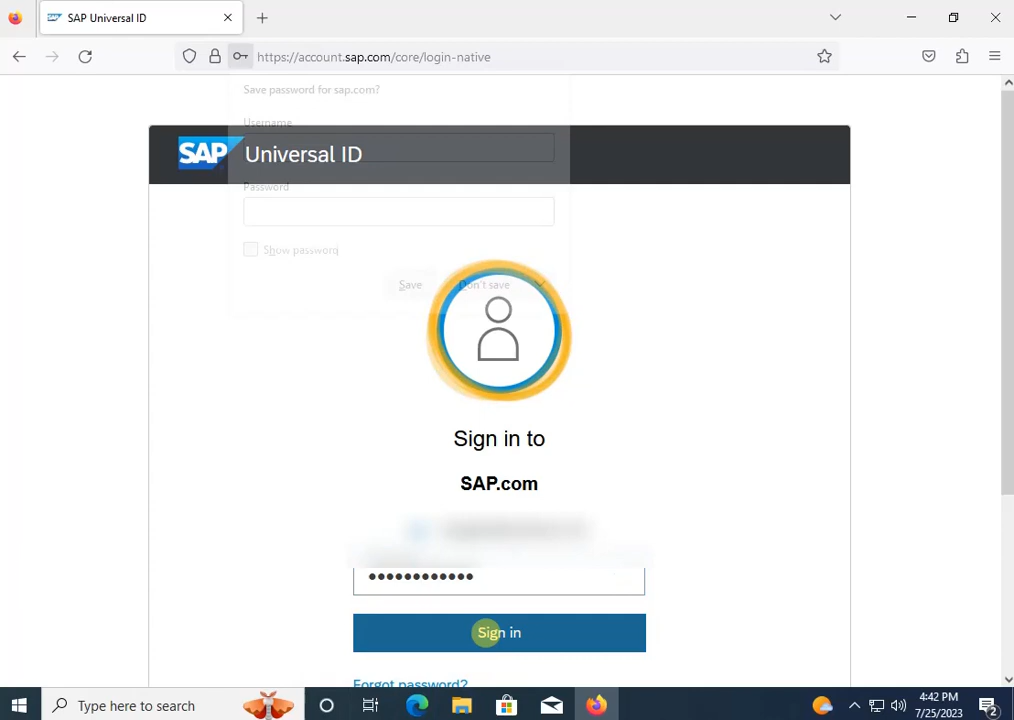 SAP Universal ID
https://account.sap.com/core/login-native
Save password for sap.com?
Username
SAP Universal ID
Password
Show password
Save
Don't save
Sign in to
SAP.com
••••••••••••
Sign in
Forgot password?
Type here to search
4:42 PM
7/25/2023
2